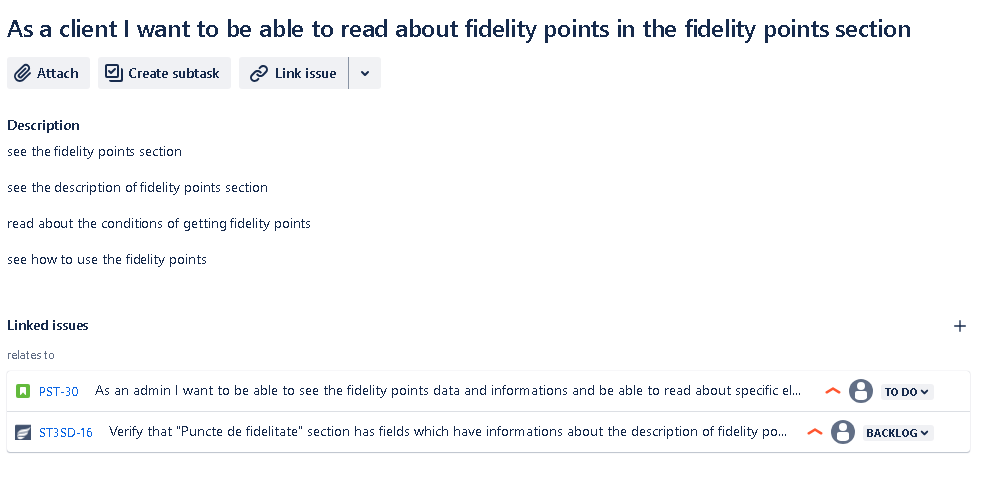 As a client I want to be able to read about fidelity points in the fidelity points section
Attach Create subtask Link issue
Description
see the fidelity points section
see the description of fidelity points section
read about the conditions of getting fidelity points
see how to use the fidelity points
Linked issues
relates to
PST-30 As an admin I want to be able to see the fidelity points data and informations and be able to read about specific el... TO DO
ST3SD-16 Verify that "Puncte de fidelitate" section has fields which have informations about the description of fidelity po... BACKLOG